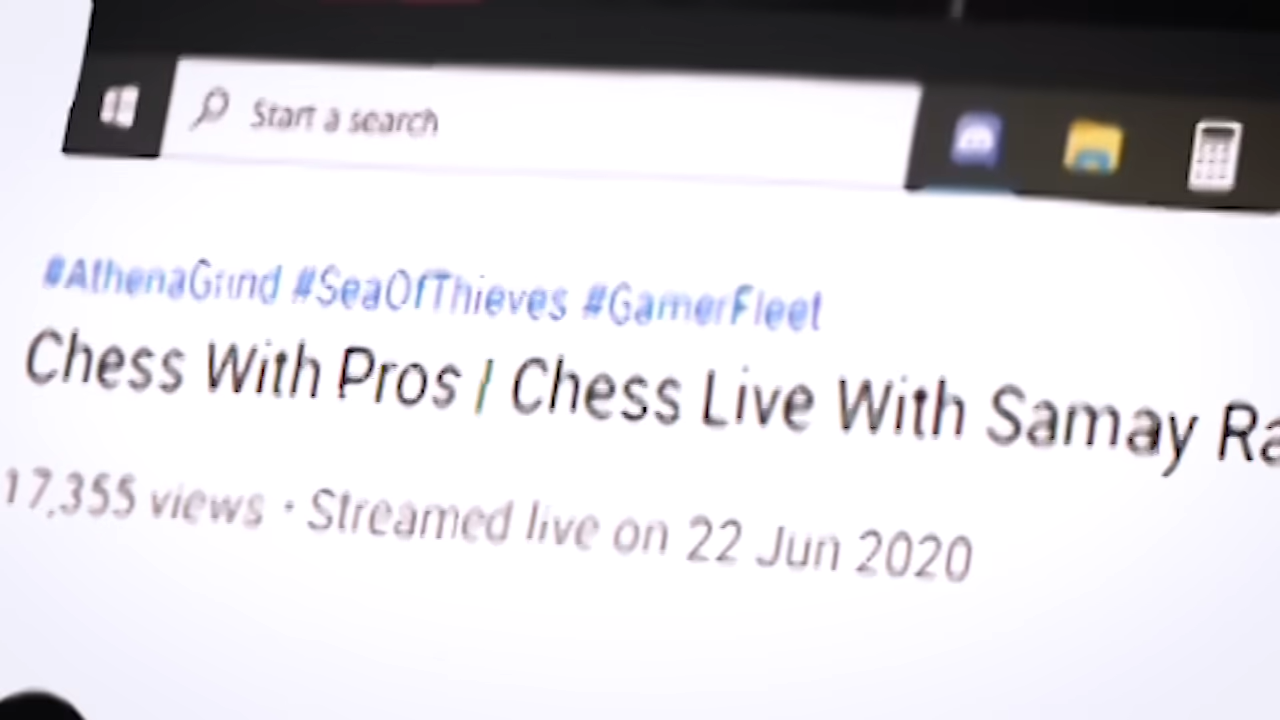 Start a search
#AthenaGrind #SeaOfThieves #GamerFleet
Chess With Pros / Chess Live With Samay Ra
17,355 views · Streamed live on 22 Jun 2020